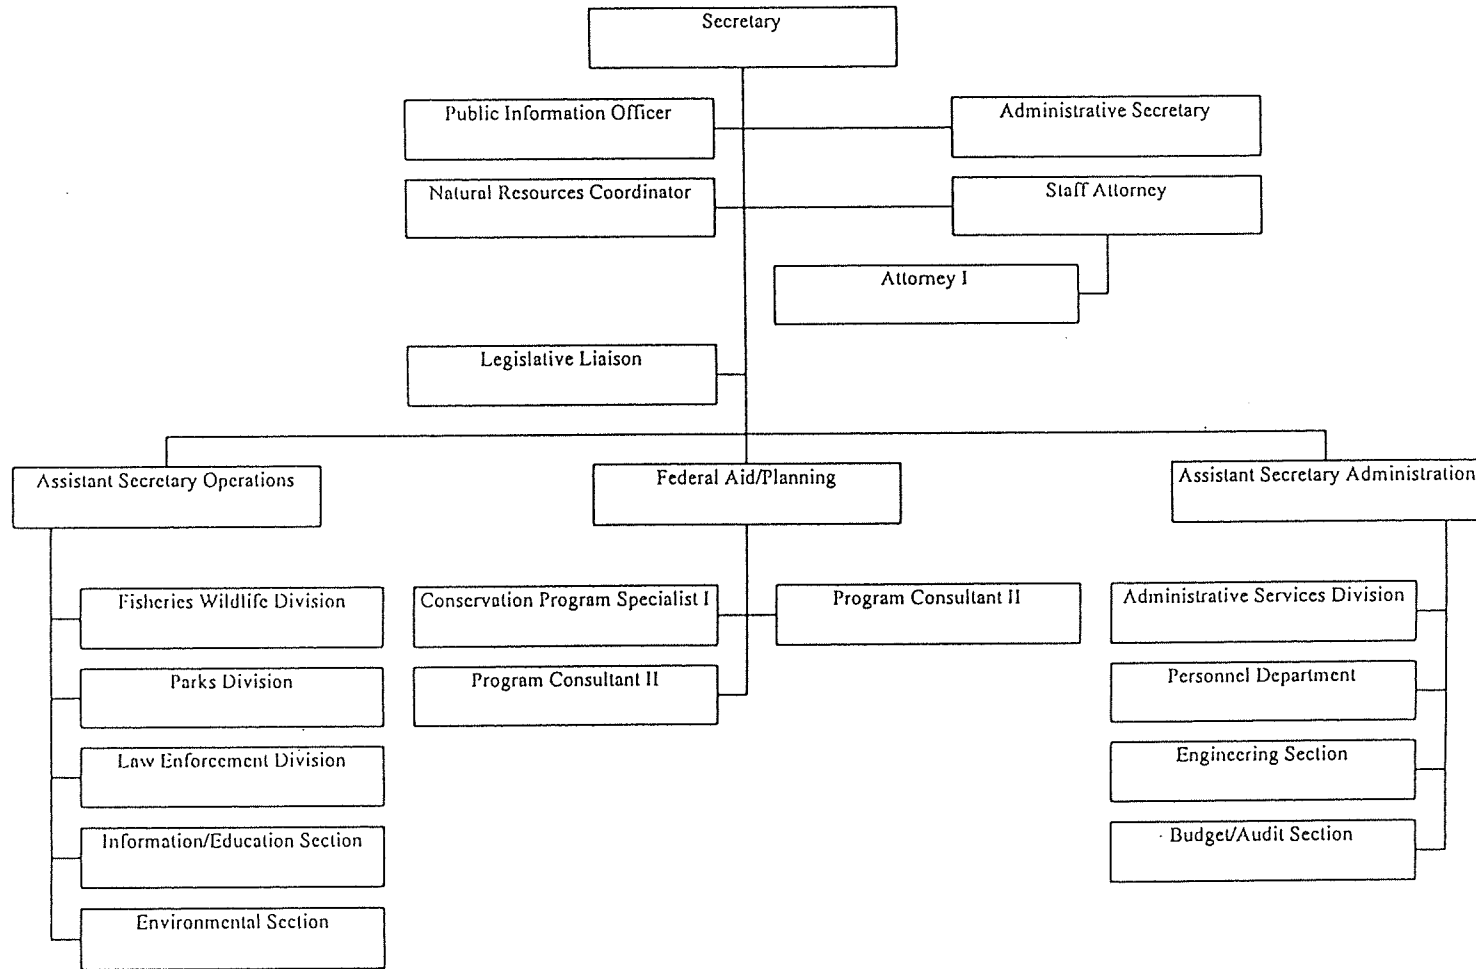 Secretary
Public Information Officer
Administrative Secretary
Natural Resources Coordinator
Staff Attorney
Attorney I
Legislative Liaison
Assistant Secretary Operations
Federal Aid/Planning
Assistant Secretary Administration
Fisheries Wildlife Division
Conservation Program Specialist I
Program Consultant II
Administrative Services Division
Parks Division
Program Consultant II
Personnel Department
Law Enforcement Division
Engineering Section
Information/Education Section
Budget/Audit Section
Environmental Section